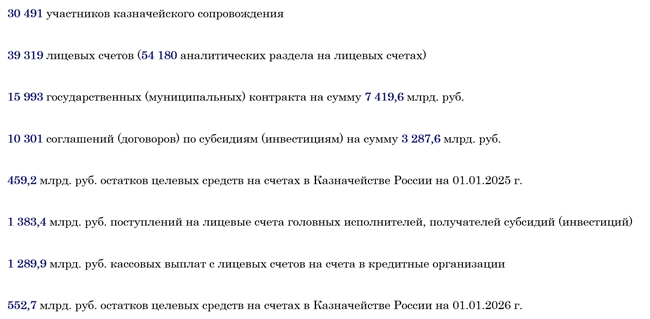 30 491 участников казначейского сопровождения
39 319 лицевых счетов (54 180 аналитических раздела на лицевых счетах)
15 993 государственных (муниципальных) контракта на сумму 7 419,6 млрд. руб.
10 301 соглашений (договоров) по субсидиям (инвестициям) на сумму 3 287,6 млрд. руб.
459,2 млрд. руб. остатков целевых средств на счетах в Казначействе России на 01.01.2025 г.
1 383,4 млрд. руб. поступлений на лицевые счета головных исполнителей, получателей субсидий (инвестиций)
1 289,9 млрд. руб. кассовых выплат с лицевых счетов на счета в кредитные организации
552,7 млрд. руб. остатков целевых средств на счетах в Казначействе России на 01.01.2026 г.